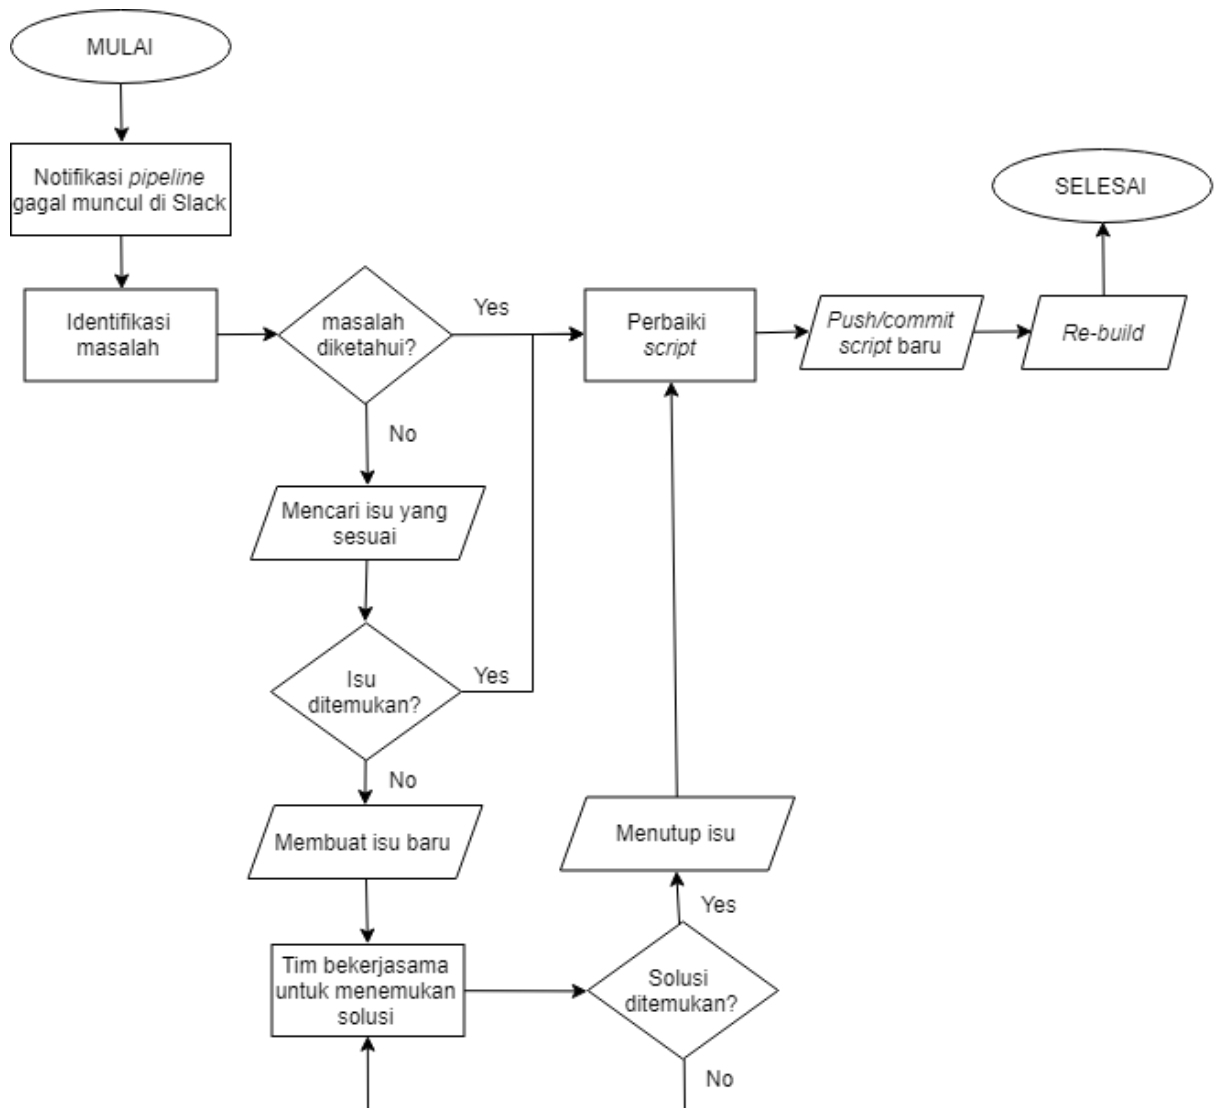 MULAI
Notifikasi pipeline
gagal muncul di Slack
Identifikasi
masalah
masalah
diketahui?
Yes
No
Perbaiki
script
Push/commit
script baru
Re-build
SELESAI
Mencari isu yang
sesuai
Isu
ditemukan?
Yes
No
Membuat isu baru
Tim bekerjasama
untuk menemukan
solusi
Solusi
ditemukan?
Yes
No
Menutup isu